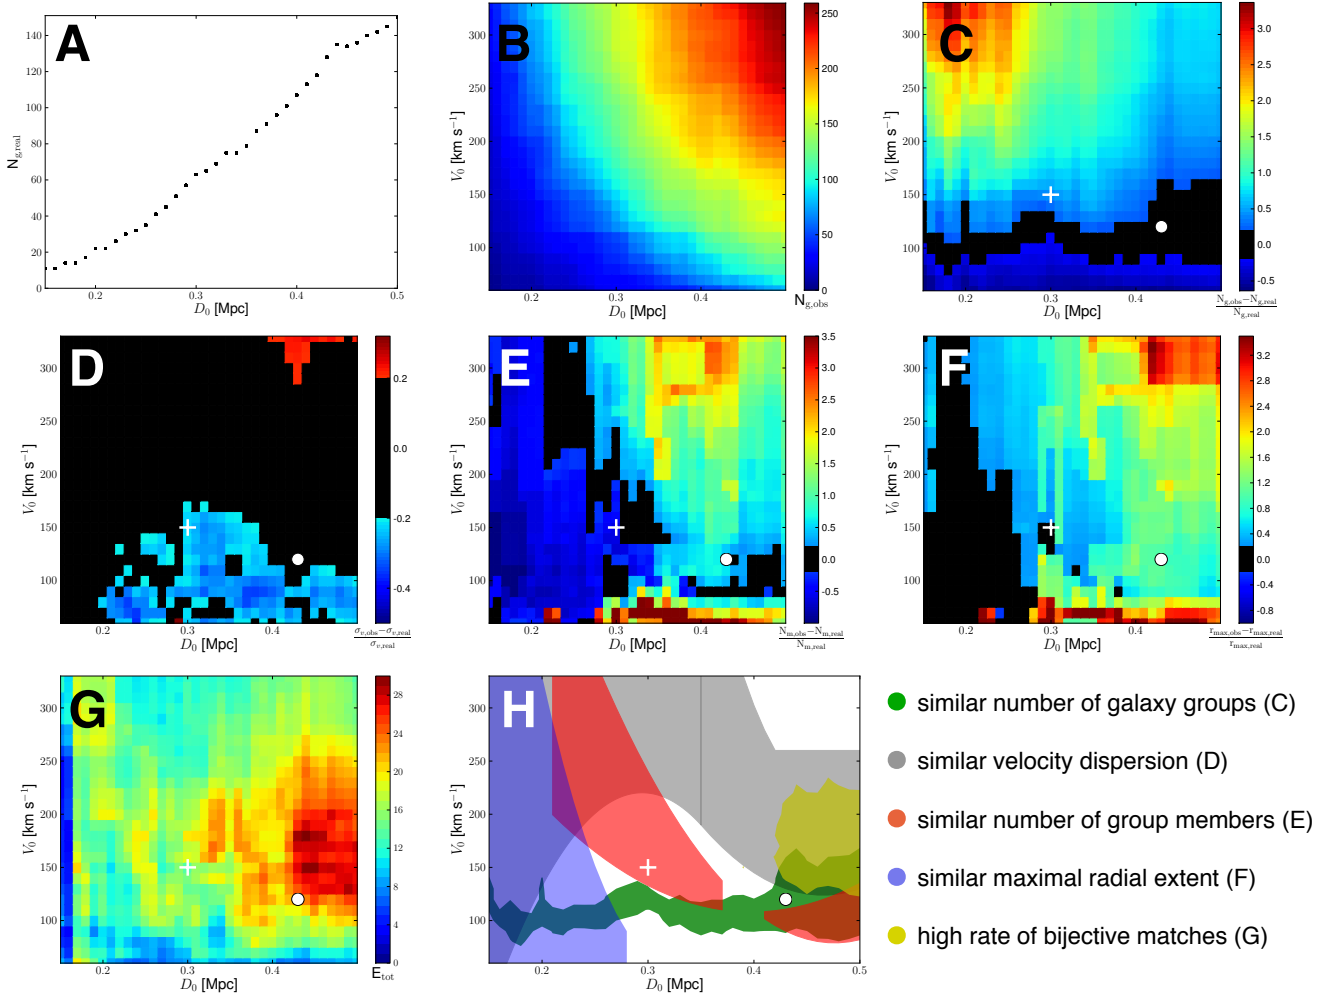 A
N_g,real
140
120
100
80
60
40
20
0
0.2
0.3
0.4
0.5
D_0 [Mpc]
B
V_0 [km s^−1]
300
250
200
150
100
0.2
0.3
0.4
D_0 [Mpc]
250
200
150
100
50
0
N_g,obs
C
V_0 [km s^−1]
300
250
200
150
100
0.2
0.3
0.4
D_0 [Mpc]
3.0
2.5
2.0
1.5
1.0
0.5
0.0
-0.5
N_g,obs−N_g,real
N_g,real
D
V_0 [km s^−1]
300
250
200
150
100
0.2
0.3
0.4
D_0 [Mpc]
0.2
0.0
-0.2
-0.4
σ_v,obs−σ_v,real
σ_v,real
E
V_0 [km s^−1]
300
250
200
150
100
0.2
0.3
0.4
D_0 [Mpc]
3.5
3.0
2.5
2.0
1.5
1.0
0.5
0.0
-0.5
N_m,obs−N_m,real
N_m,real
F
V_0 [km s^−1]
300
250
200
150
100
0.2
0.3
0.4
D_0 [Mpc]
3.2
2.8
2.4
2.0
1.6
1.2
0.8
0.2
0.0
-0.2
-0.4
-0.8
r_max,obs−r_max,real
r_max,real
G
V_0 [km s^−1]
300
250
200
150
100
0.2
0.3
0.4
D_0 [Mpc]
28
24
20
16
12
8
4
0
E_tot
H
V_0 [km s^−1]
300
250
200
150
100
0.2
0.3
0.4
0.5
D_0 [Mpc]
similar number of galaxy groups (C)
similar velocity dispersion (D)
similar number of group members (E)
similar maximal radial extent (F)
high rate of bijective matches (G)